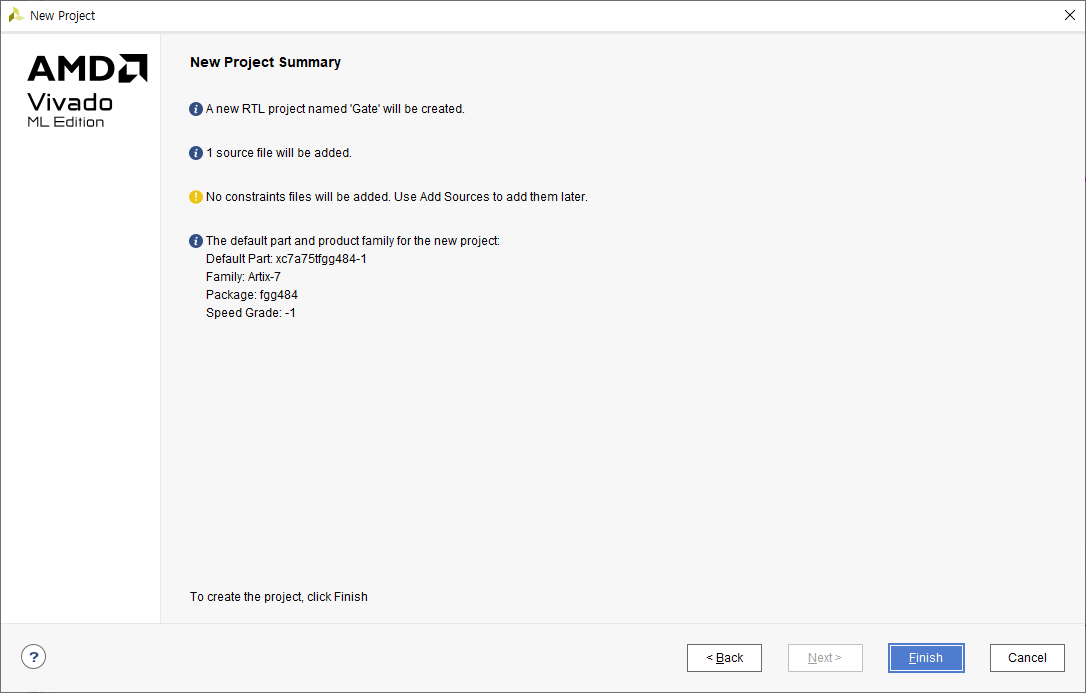 New Project
AMD
Vivado
ML Edition
New Project Summary
A new RTL project named 'Gate' will be created.
1 source file will be added.
No constraints files will be added. Use Add Sources to add them later.
The default part and product family for the new project:
Default Part: xc7a75tfgg484-1
Family: Artix-7
Package: fgg484
Speed Grade: -1
To create the project, click Finish
?
< Back
Next >
Finish
Cancel